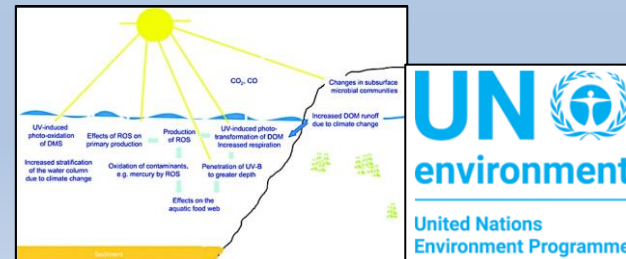 CO₂, CO
Changes in subsurface
microbial communities
UV-induced
photo-oxidation
of DMS
Effects of ROS on
primary production
Production
of ROS
UV-induced photo-
transformation of DOM
Increased respiration
Increased DOM runoff
due to climate change
Increased stratification
of the water column
due to climate change
Oxidation of contaminants,
e.g. mercury by ROS
Penetration of UV-B
to greater depth
Effects on the
aquatic food web
Sediment
UN
environment
United Nations
Environment Programme